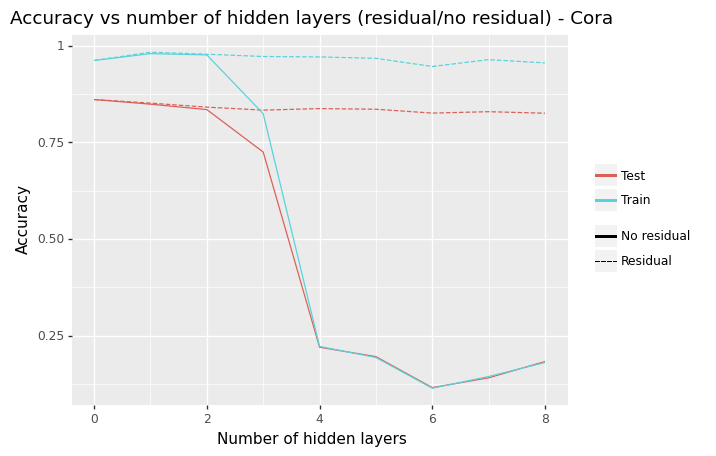 Accuracy vs number of hidden layers (residual/no residual) - Cora
1
0.75
0.50
0.25
Accuracy
0 2 4 6 8
Number of hidden layers
Test
Train
No residual
Residual